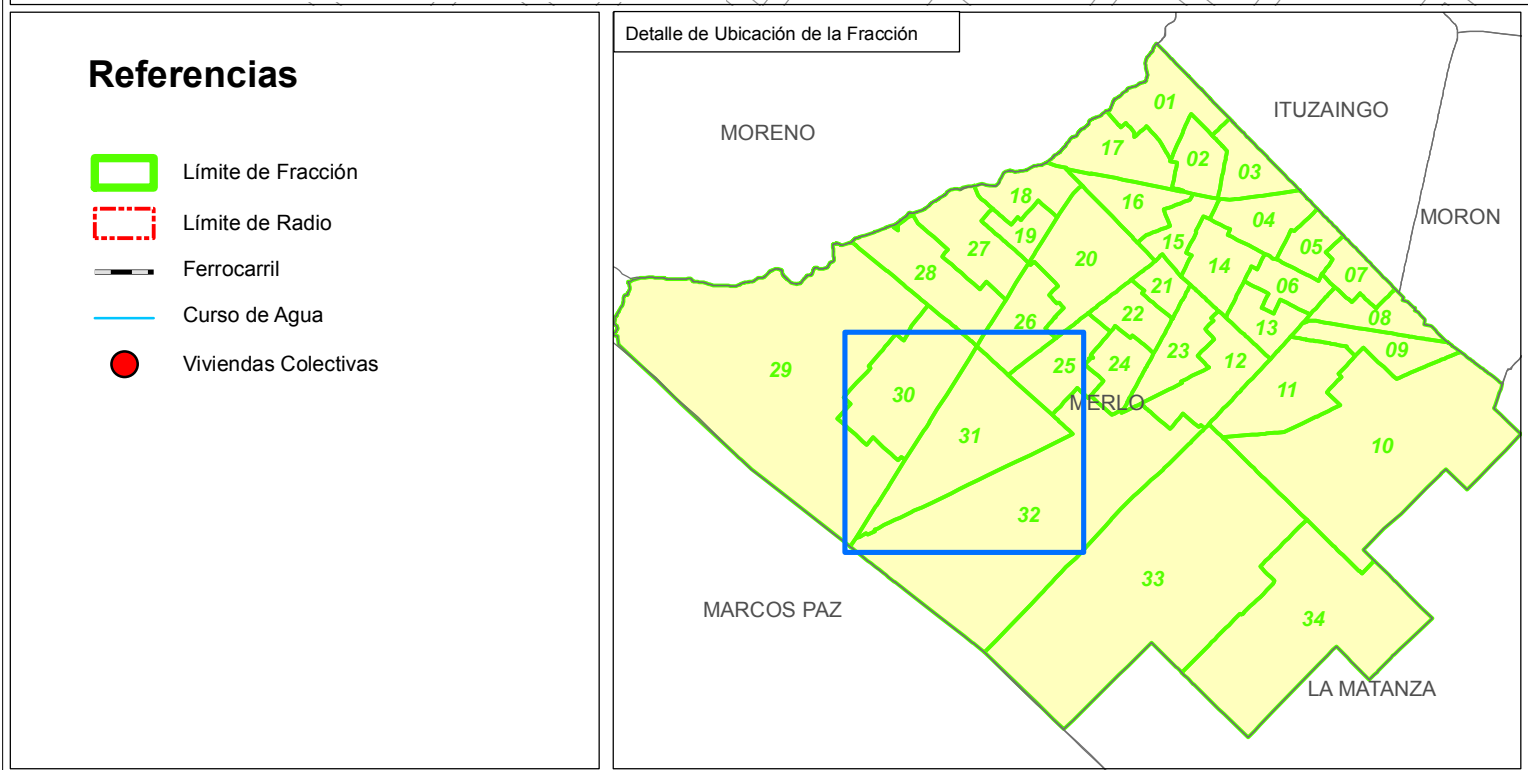 Referencias
Límite de Fracción
Límite de Radio
Ferrocarril
Curso de Agua
Viviendas Colectivas
Detalle de Ubicación de la Fracción
MORENO
ITUZAINGO
MORON
MERLO
MARCOS PAZ
LA MATANZA
01
02
03
04
05
06
07
08
09
10
11
12
13
14
15
16
17
18
19
20
21
22
23
24
25
26
27
28
29
30
31
32
33
34